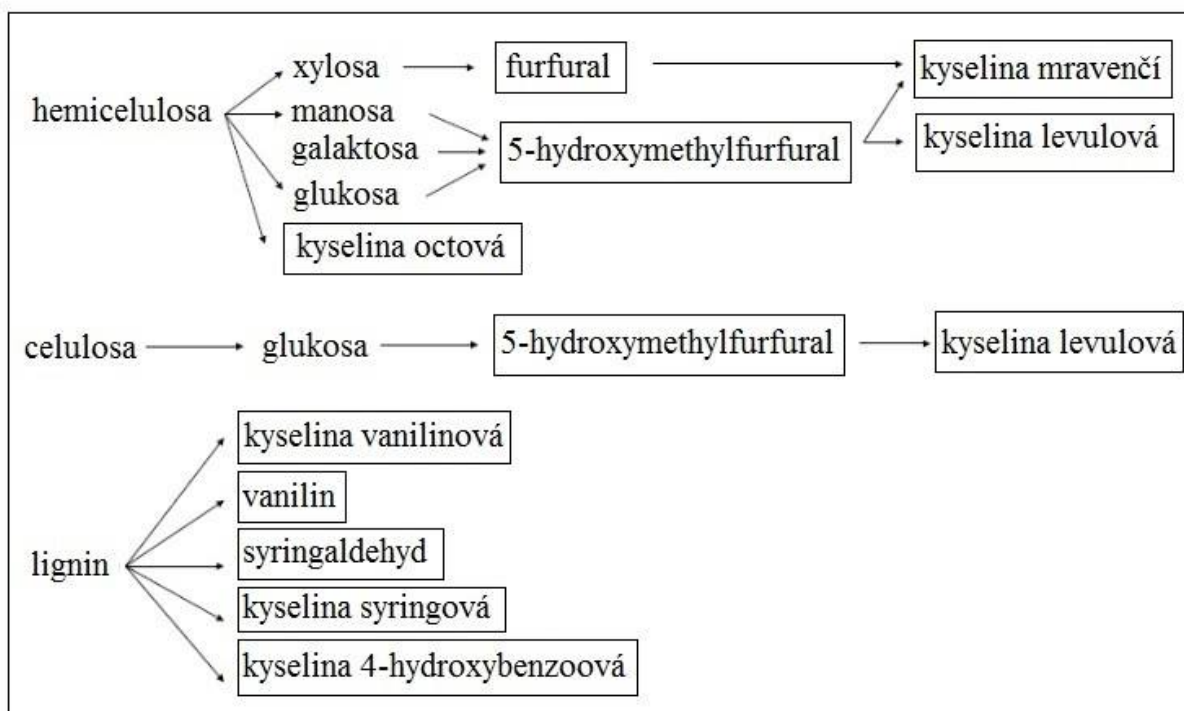 xylosa
furfural
kyselina mravenčí
hemicelulosa
manosa
galaktosa
5-hydroxymethylfurfural
kyselina levulová
glukosa
kyselina octová
celulosa
glukosa
5-hydroxymethylfurfural
kyselina levulová
kyselina vanilinová
vanilin
lignin
syringaldehyd
kyselina syringová
kyselina 4-hydroxybenzoová